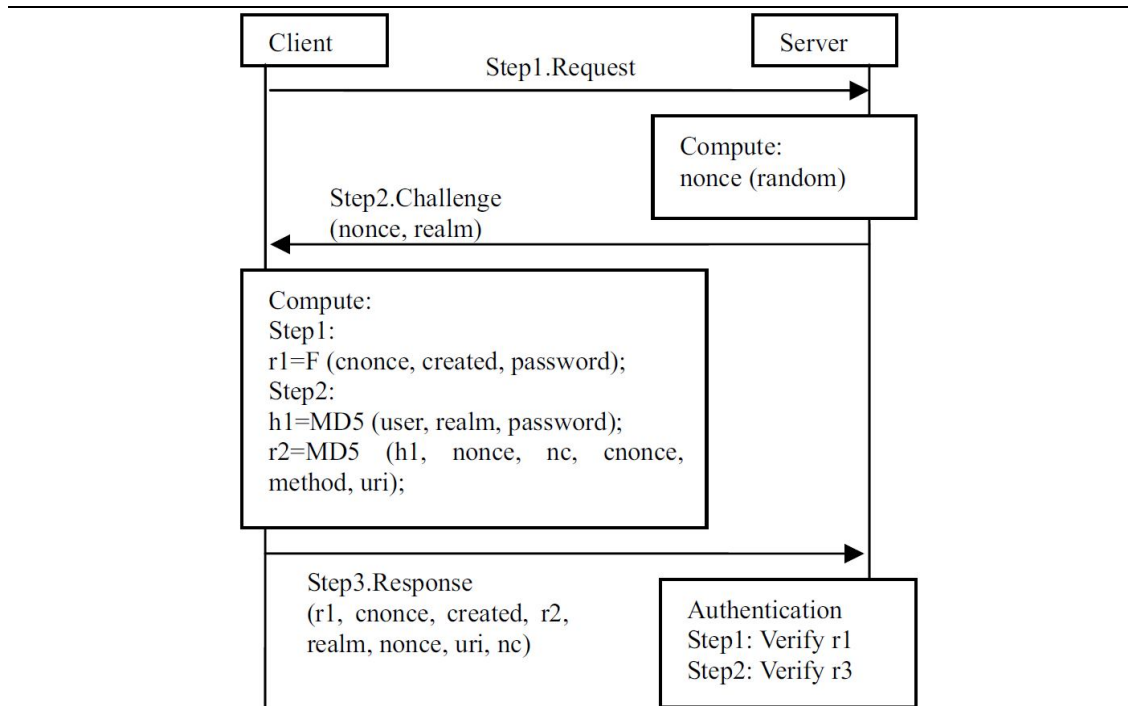 Client
Server
Step1.Request
Compute:
nonce (random)
Step2.Challenge
(nonce, realm)
Compute:
Step1:
r1=F (cnonce, created, password);
Step2:
h1=MD5 (user, realm, password);
r2=MD5 (h1, nonce, nc, cnonce,
method, uri);
Step3.Response
(r1, cnonce, created, r2,
realm, nonce, uri, nc)
Authentication
Step1: Verify r1
Step2: Verify r3